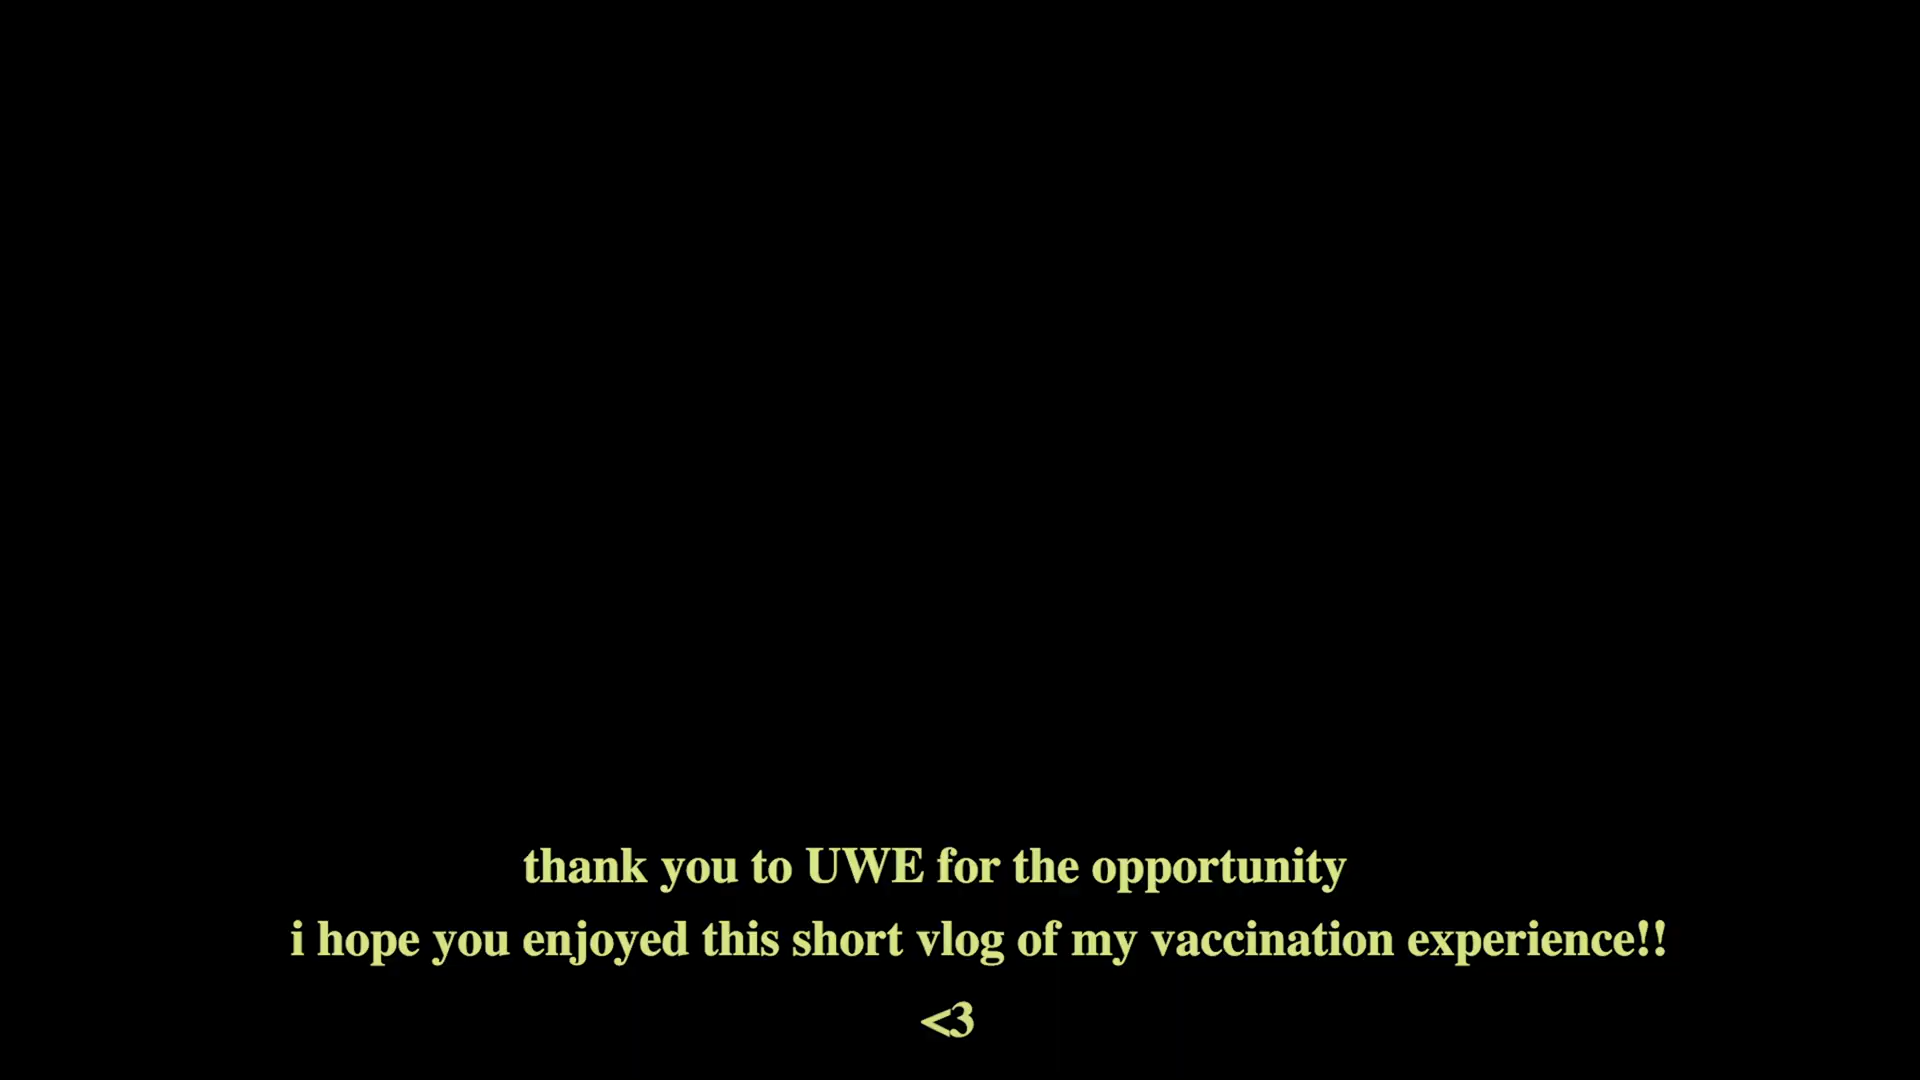 thank you to UWE for the opportunity
i hope you enjoyed this short vlog of my vaccination experience!!
<3